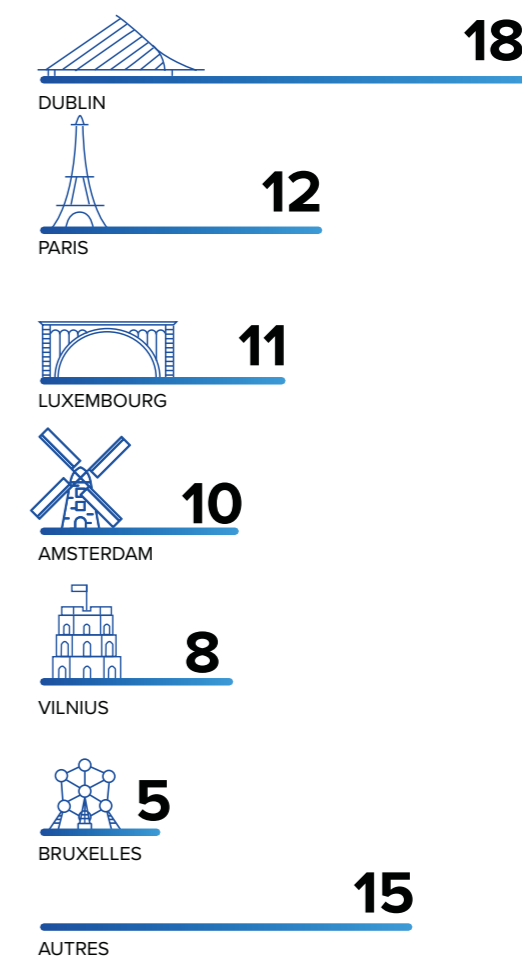 18
DUBLIN
12
PARIS
11
LUXEMBOURG
10
AMSTERDAM
8
VILNIUS
5
BRUXELLES
15
AUTRES